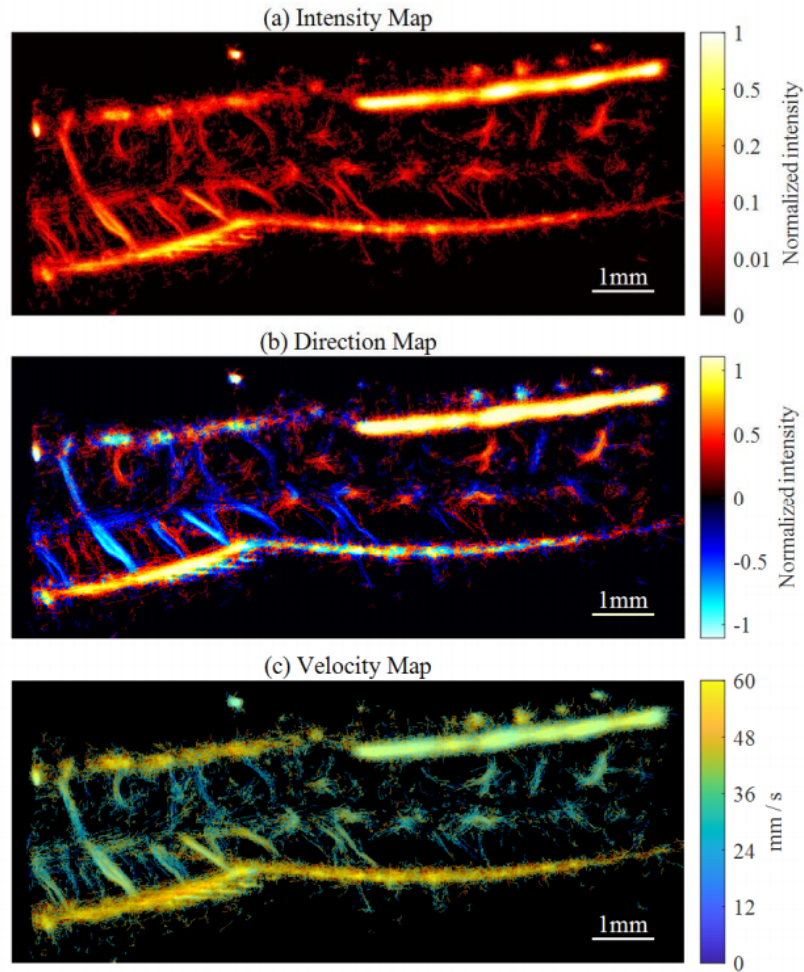 (a) Intensity Map
1
0.5
0.2
0.1
0.01
0
Normalized intensity
1mm
(b) Direction Map
1
0.5
0
-0.5
-1
Normalized intensity
1mm
(c) Velocity Map
60
48
36
24
12
0
mm / s
1mm